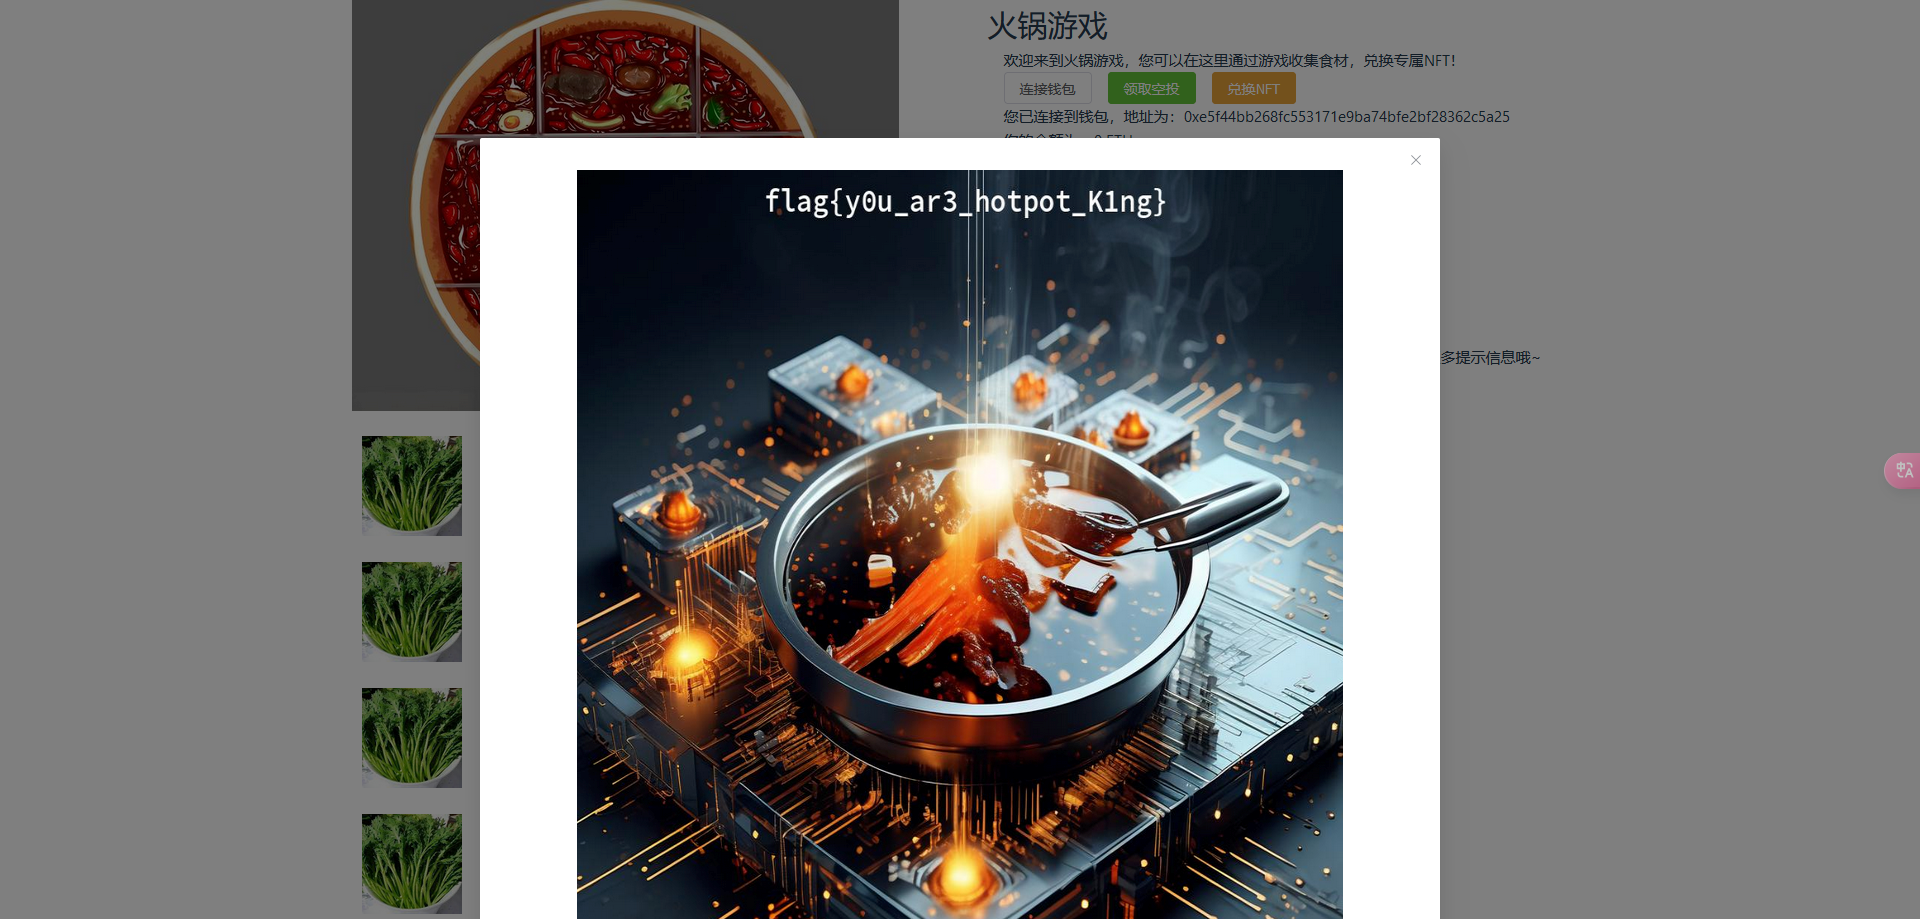 火锅游戏
欢迎来到火锅游戏，您可以在这里通过游戏收集食材，兑换专属NFT！
连接钱包 领取空投 兑换NFT
您已连接到钱包，地址为：0xe5f44bb268fc553171e9ba74bfe2bf28362c5a25
flag{y0u_ar3_hotpot_K1ng}
多提示信息哦~